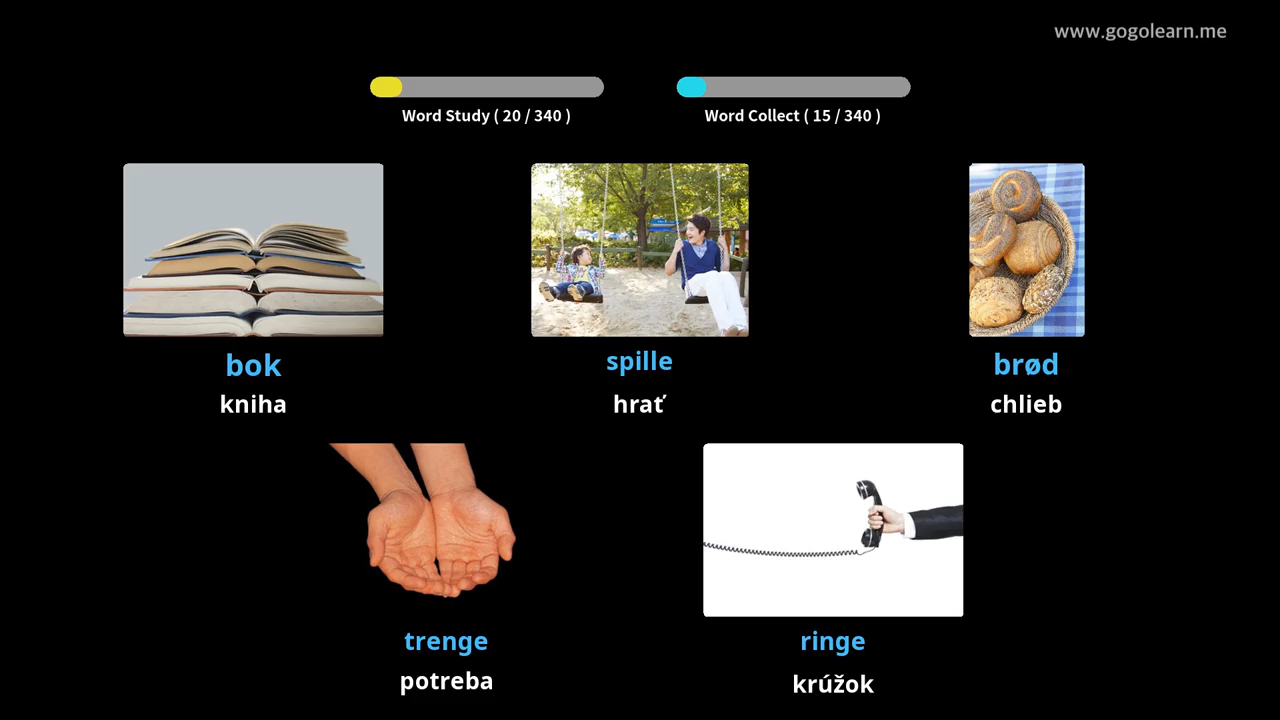 www.gogolearn.me
Word Study ( 20 / 340 )
Word Collect ( 15 / 340 )
bok
kniha
spille
hrať
brød
chlieb
trenge
potreba
ringe
krúžok